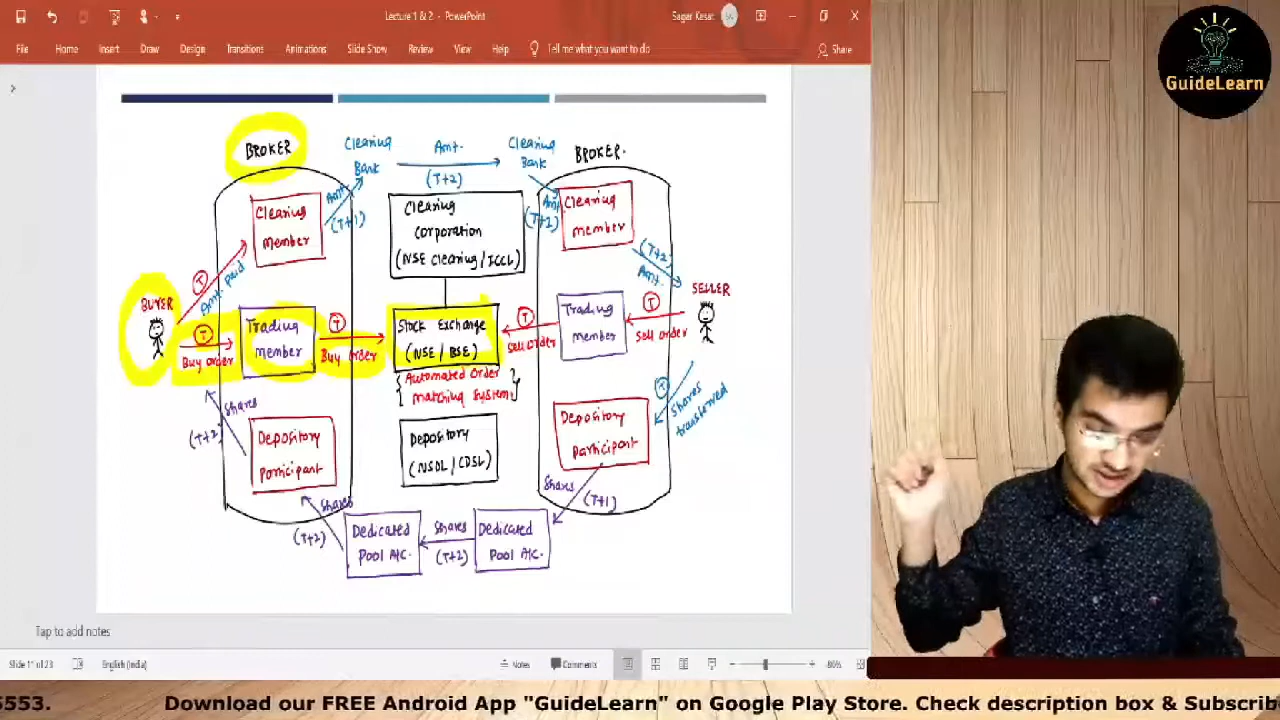 Lecture 1 & 2 - PowerPoint
Sagar Kesar
File Home Insert Draw Design Transitions Animations Slide Show Review View Help Tell me what you want to do Share
GuideLearn
BROKER
Clearing
Bank
Amt.
(T+2)
Clearing
Bank
BROKER.
Amt
(T+1)
Clearing
member
Clearing
corporation
(NSE Clearing / ICCL)
Amt
Clearing
member
(T+2)
Amt.
BUYER
T
Amt paid
T
Buy order
Trading
member
T
Buy order
Stock Exchange
(NSE / BSE)
Automated Order
matching system
T
Sell order
Trading
member
T
Sell order
SELLER
Shares
(T+2)
Depository
Participant
Depository
(NSDL / CDSL)
Depository
participant
Shares
transferred
Shares
(T+1)
Shares
(T+2)
Dedicated
Pool A/C.
Shares
(T+2)
Dedicated
Pool A/C.
Tap to add notes
Slide 11 of 23 English (India) Notes Comments 80%
5553. Download our FREE Android App "GuideLearn" on Google Play Store. Check description box & Subscrib